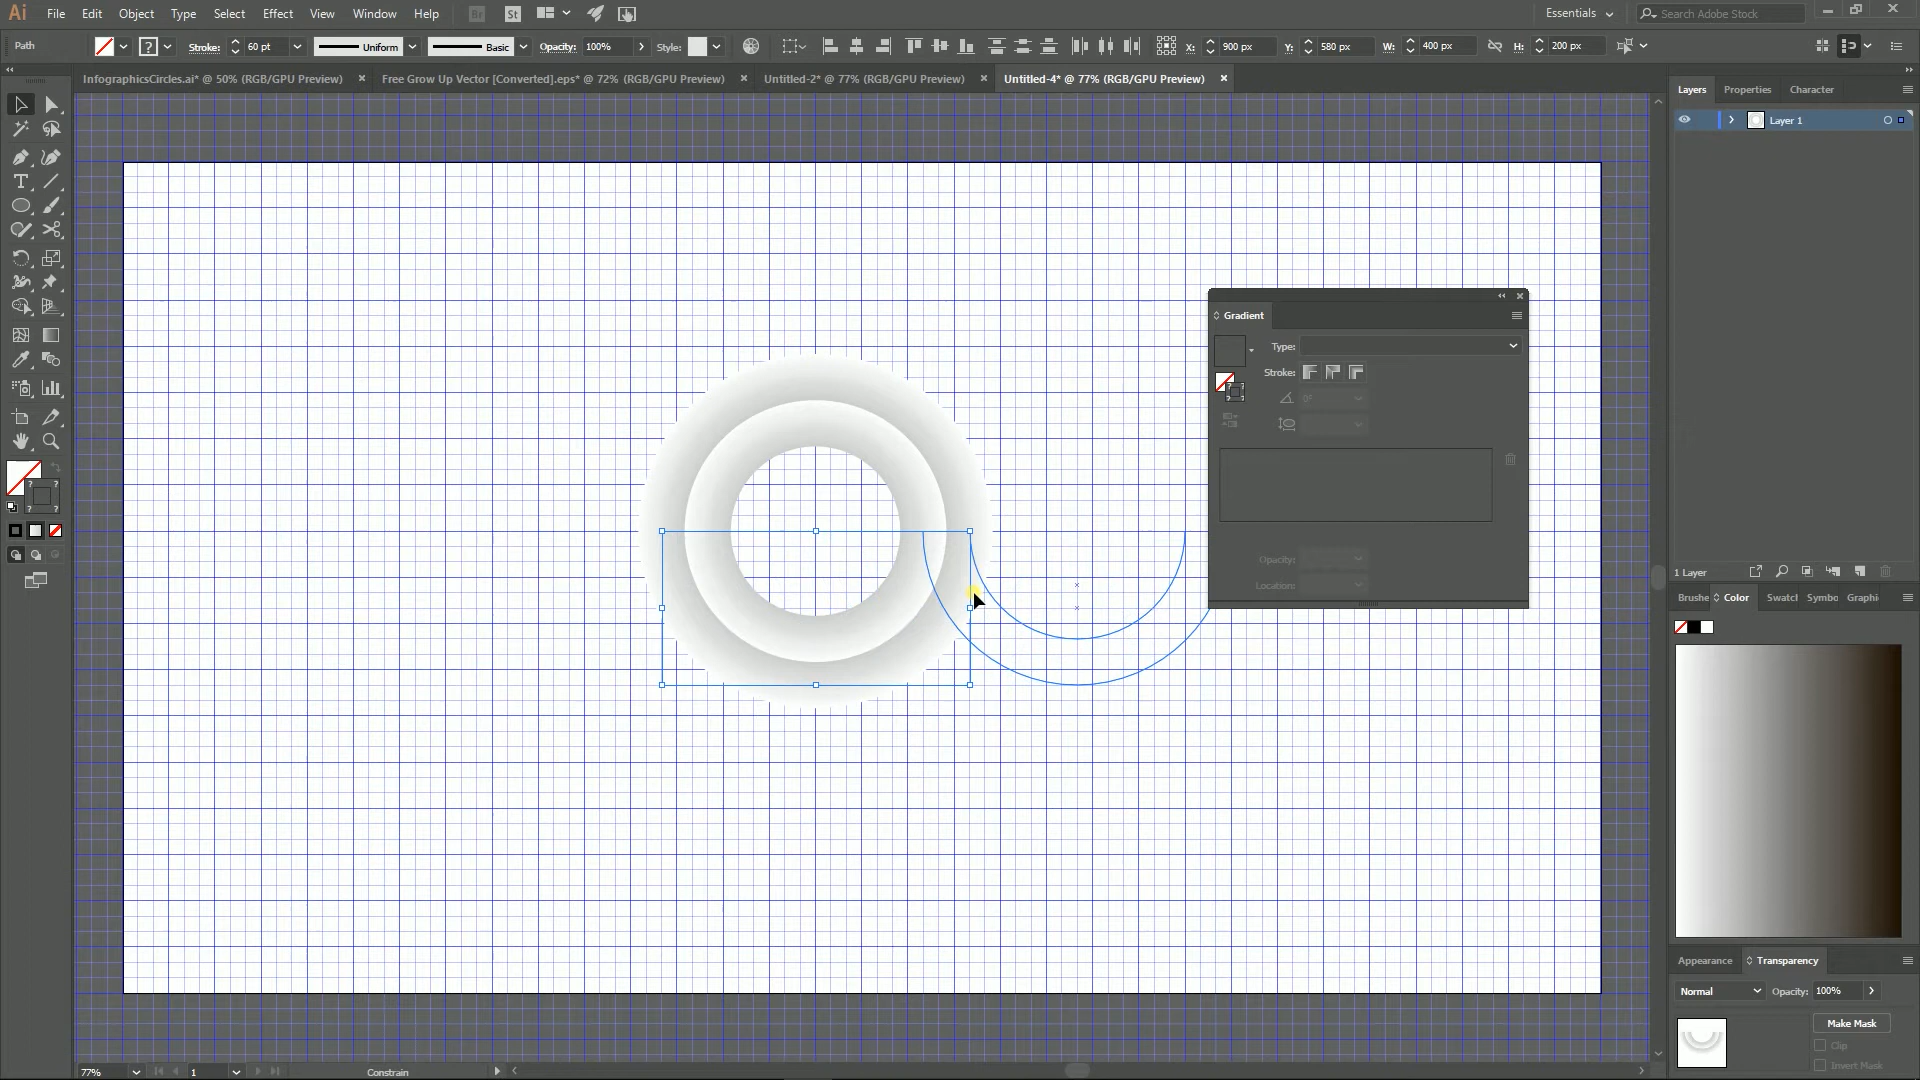 Ai File Edit Object Type Select Effect View Window Help Br St Essentials Search Adobe Stock
Path ? Stroke: 60 pt Uniform Basic Opacity: 100% Style: X: 900 px Y: 580 px W: 400 px H: 200 px
InfographicsCircles.ai* @ 50% (RGB/GPU Preview) × Free Grow Up Vector [Converted].eps* @ 72% (RGB/GPU Preview) × Untitled-2* @ 77% (RGB/GPU Preview) × Untitled-4* @ 77% (RGB/GPU Preview) ×
Layers Properties Character
Layer 1
Gradient
Type:
Stroke:
0°
Opacity:
Location:
1 Layer
Brushe Color Swatcl Symbo Graphi
Appearance Transparency
Normal Opacity: 100%
Make Mask
Clip
Invert Mask
77% 1 Constrain